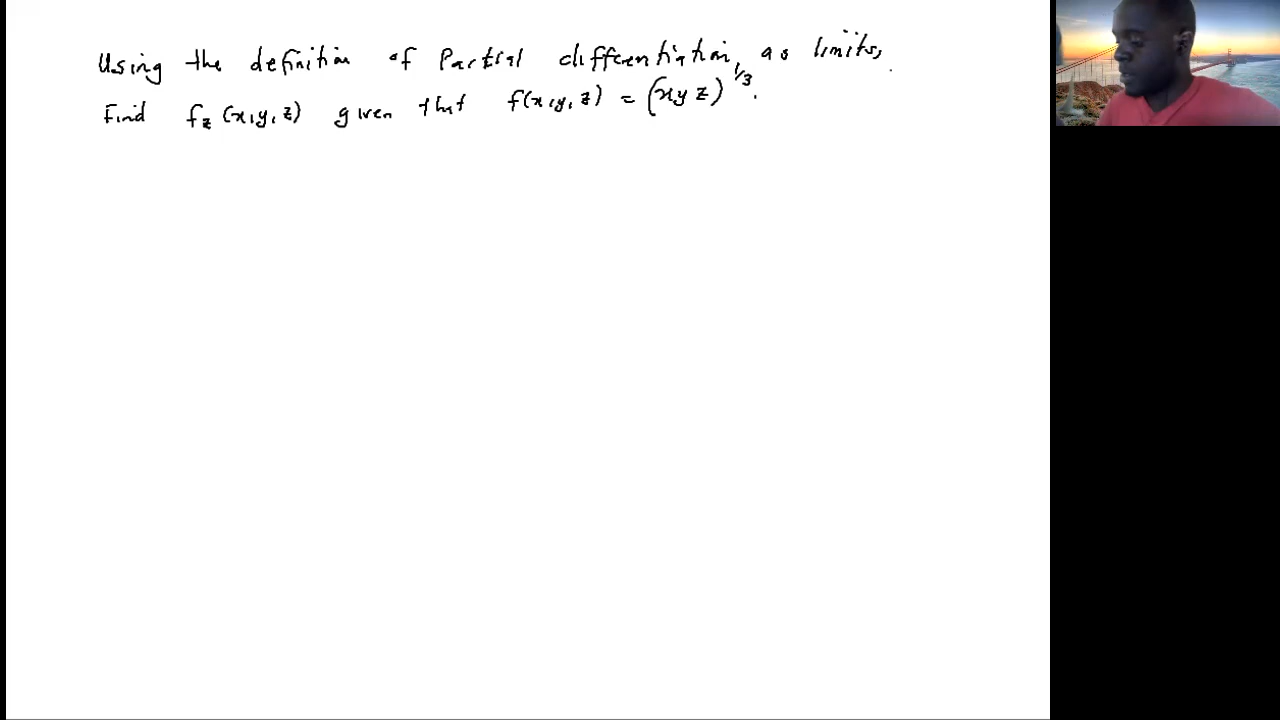 Using the definition of Partial differentiation, as limits,
Find f_z (x, y, z) given that f(x, y, z) = (xyz)^{1/3}.